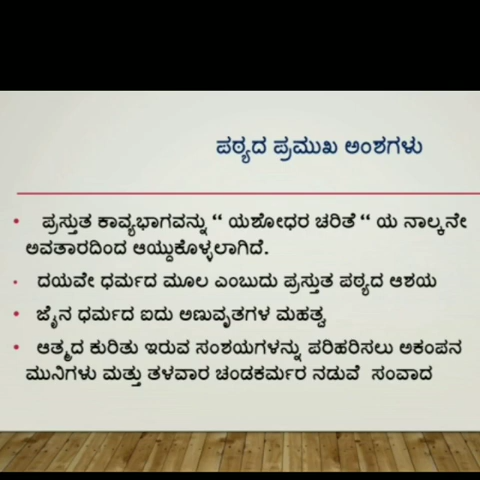 ಪಠ್ಯದ ಪ್ರಮುಖ ಅಂಶಗಳು
• ಪ್ರಸ್ತುತ ಕಾವ್ಯಭಾಗವನ್ನು “ ಯಶೋಧರ ಚರಿತೆ “ ಯ ನಾಲ್ಕನೇ
ಅವತಾರದಿಂದ ಆಯ್ದುಕೊಳ್ಳಲಾಗಿದೆ.
• ದಯವೇ ಧರ್ಮದ ಮೂಲ ಎಂಬುದು ಪ್ರಸ್ತುತ ಪಠ್ಯದ ಆಶಯ
• ಜೈನ ಧರ್ಮದ ಐದು ಅಣುವೃತಗಳ ಮಹತ್ವ
• ಆತ್ಮದ ಕುರಿತು ಇರುವ ಸಂಶಯಗಳನ್ನು ಪರಿಹರಿಸಲು ಅಕಂಪನ
ಮುನಿಗಳು ಮತ್ತು ತಳವಾರ ಚಂಡಕರ್ಮರ ನಡುವೆ ಸಂವಾದ